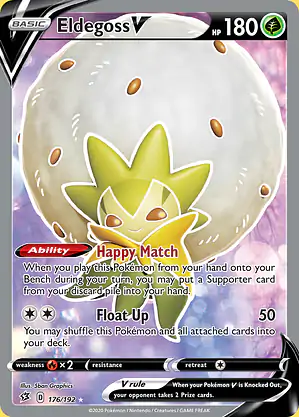 BASIC Eldegoss V HP 180
Ability Happy Match
When you play this Pokémon from your hand onto your
Bench during your turn, you may put a Supporter card
from your discard pile into your hand.
Float Up 50
You may shuffle this Pokémon and all attached cards into
your deck.
weakness × 2 resistance retreat
Illus. 5ban Graphics
D 176/192
V rule
When your Pokémon V is Knocked Out,
your opponent takes 2 Prize cards.
©2020 Pokémon / Nintendo / Creatures / GAME FREAK